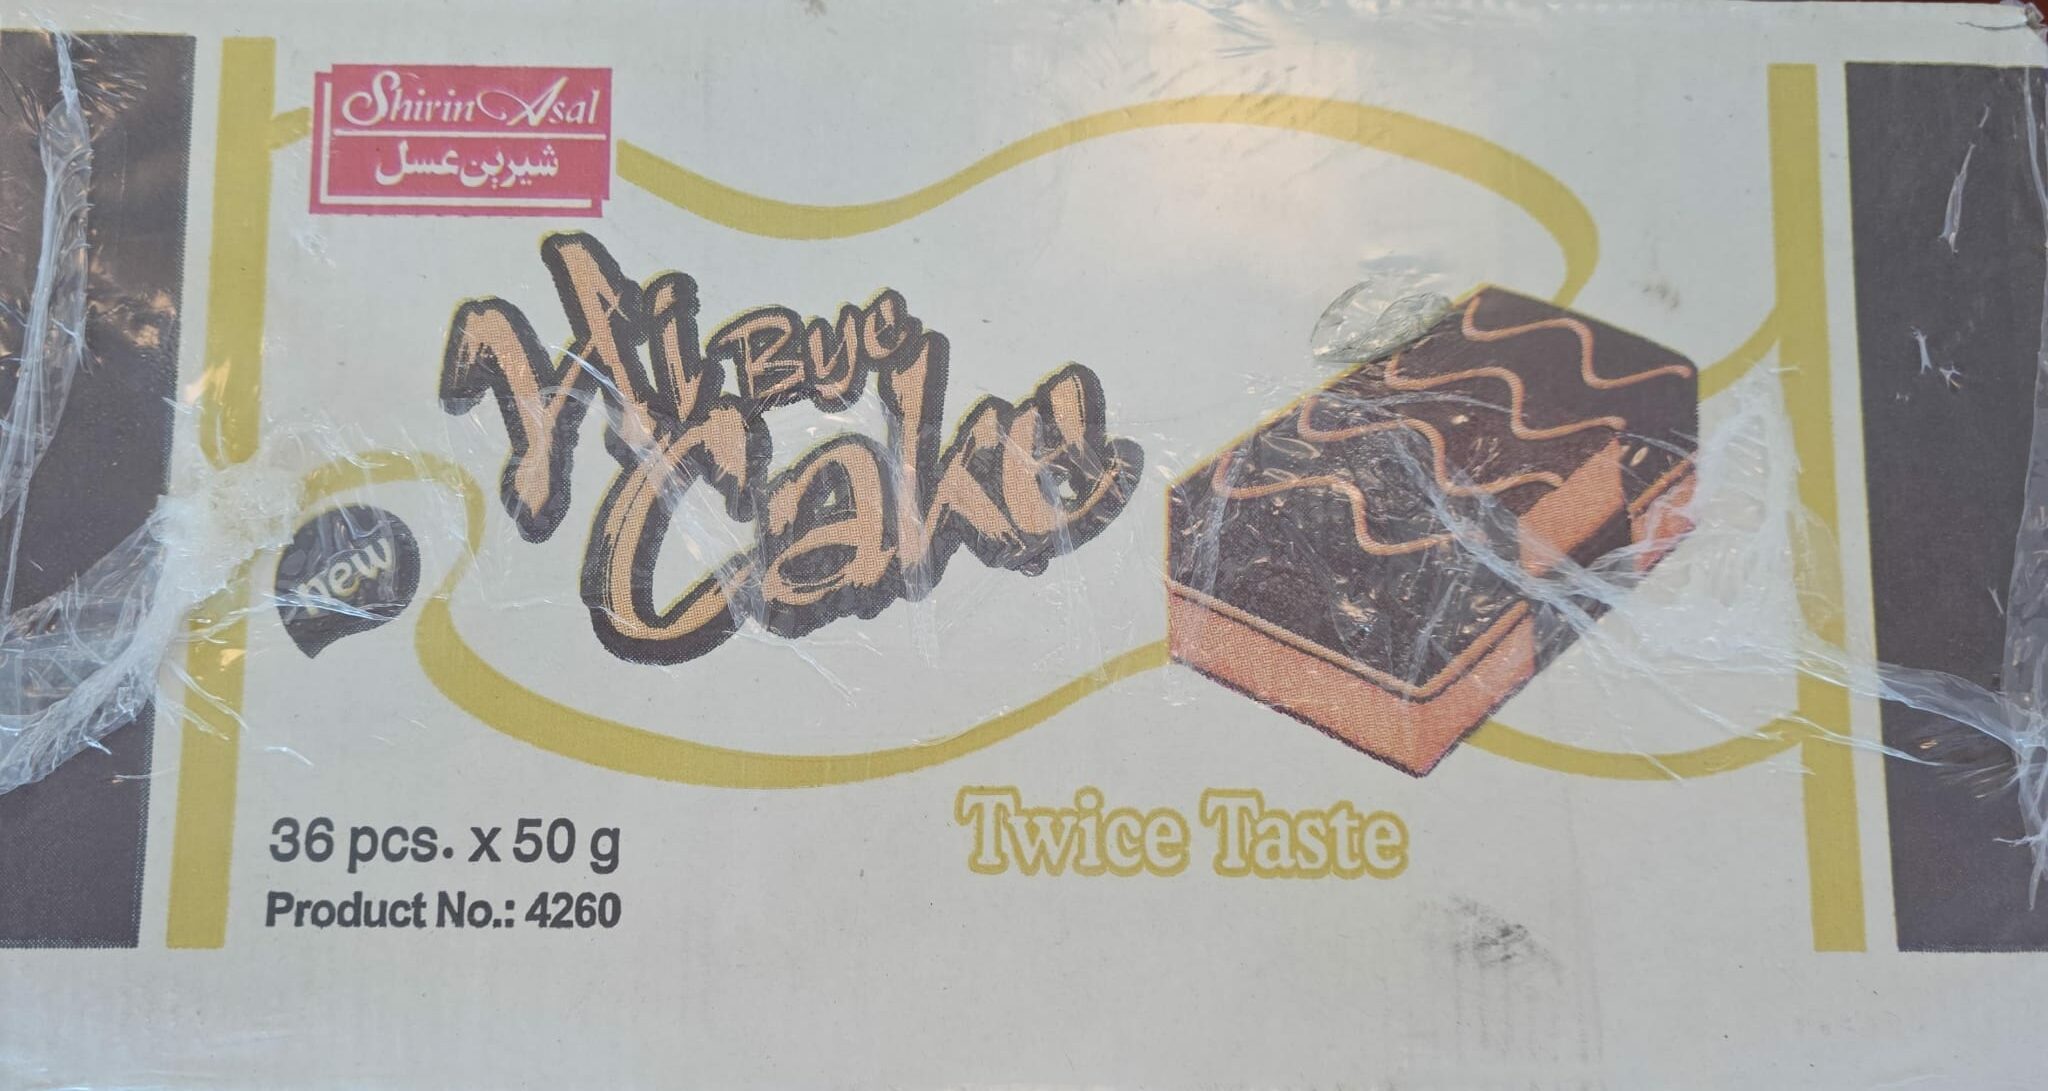 Shirin Asal
شیرین عسل
Hi Bye
Cake
new
36 pcs. x 50 g
Product No.: 4260
Twice Taste